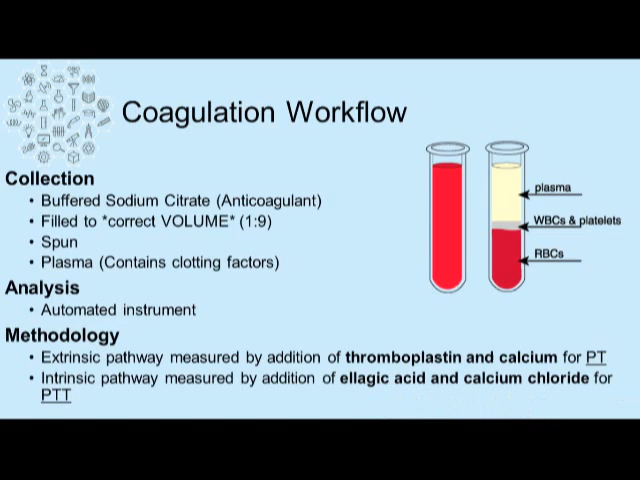 Coagulation Workflow
Collection
• Buffered Sodium Citrate (Anticoagulant)
• Filled to *correct VOLUME* (1:9)
• Spun
• Plasma (Contains clotting factors)
Analysis
• Automated instrument
Methodology
• Extrinsic pathway measured by addition of thromboplastin and calcium for PT
• Intrinsic pathway measured by addition of ellagic acid and calcium chloride for
PTT
plasma
WBCs & platelets
RBCs